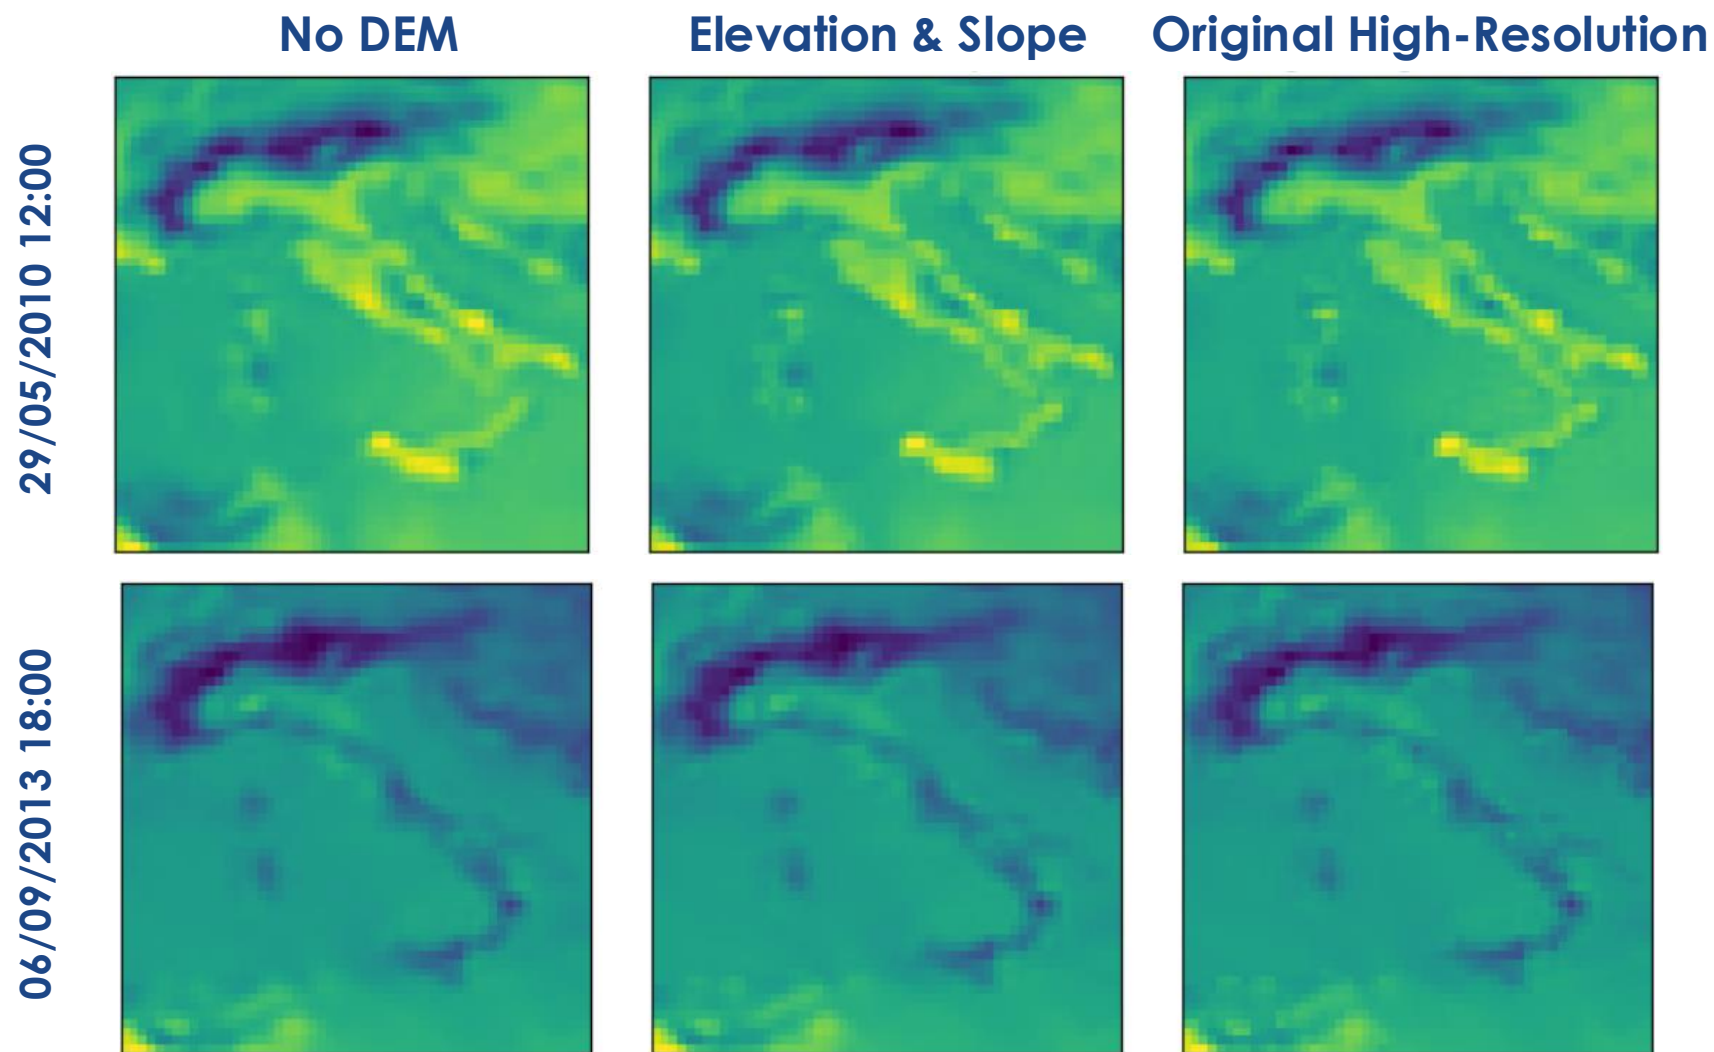 No DEM
Elevation & Slope
Original High-Resolution
29/05/2010 12:00
06/09/2013 18:00